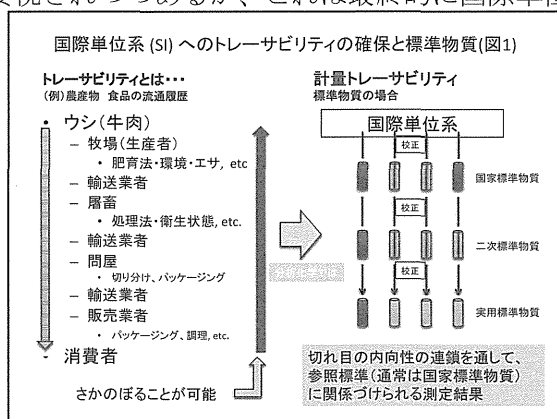 国際単位系 (SI) へのトレーサビリティの確保と標準物質(図1)
トレーサビリティとは・・・
(例)農産物 食品の流通履歴
• ウシ(牛肉)
– 牧場(生産者)
• 肥育法・環境・エサ, etc
– 輸送業者
– 屠畜
• 処理法・衛生状態, etc.
– 輸送業者
– 問屋
• 切り分け、パッケージング
– 輸送業者
– 販売業者
• パッケージング、調理, etc.
• 消費者
さかのぼることが可能
計量トレーサビリティ
標準物質の場合
国際単位系
校正
国家標準物質
校正
二次標準物質
校正
実用標準物質
切れ目の内向性の連鎖を通して、
参照標準(通常は国家標準物質)
に関係づけられる測定結果